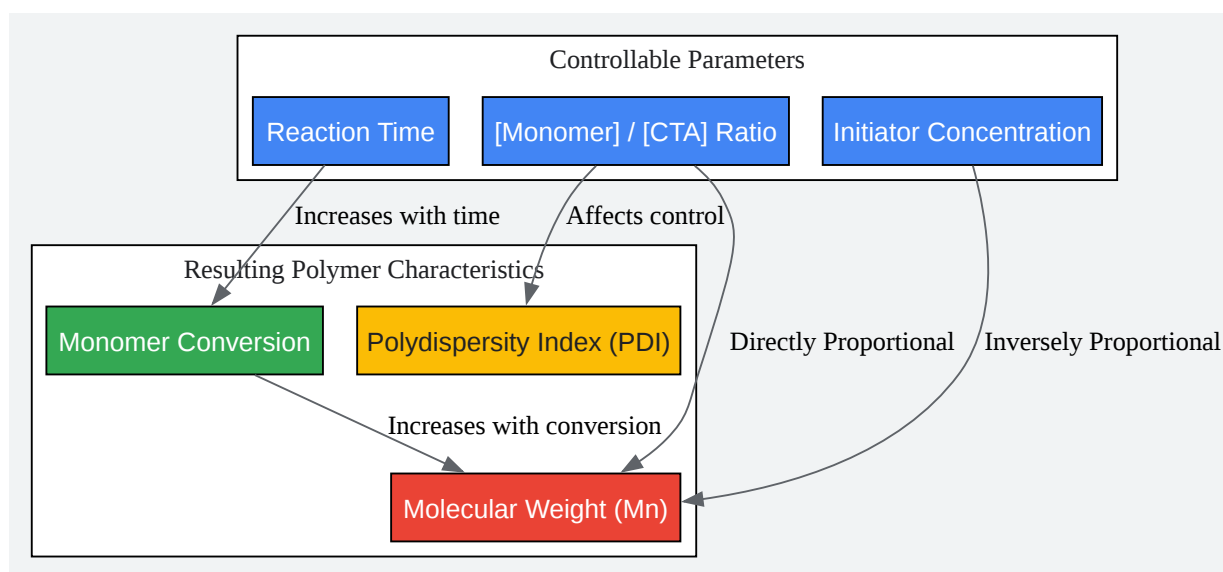 Controllable Parameters
Reaction Time
[Monomer] / [CTA] Ratio
Initiator Concentration
Increases with time
Affects control
Resulting Polymer Characteristics
Monomer Conversion
Polydispersity Index (PDI)
Directly Proportional
Inversely Proportional
Increases with conversion
Molecular Weight (Mn)